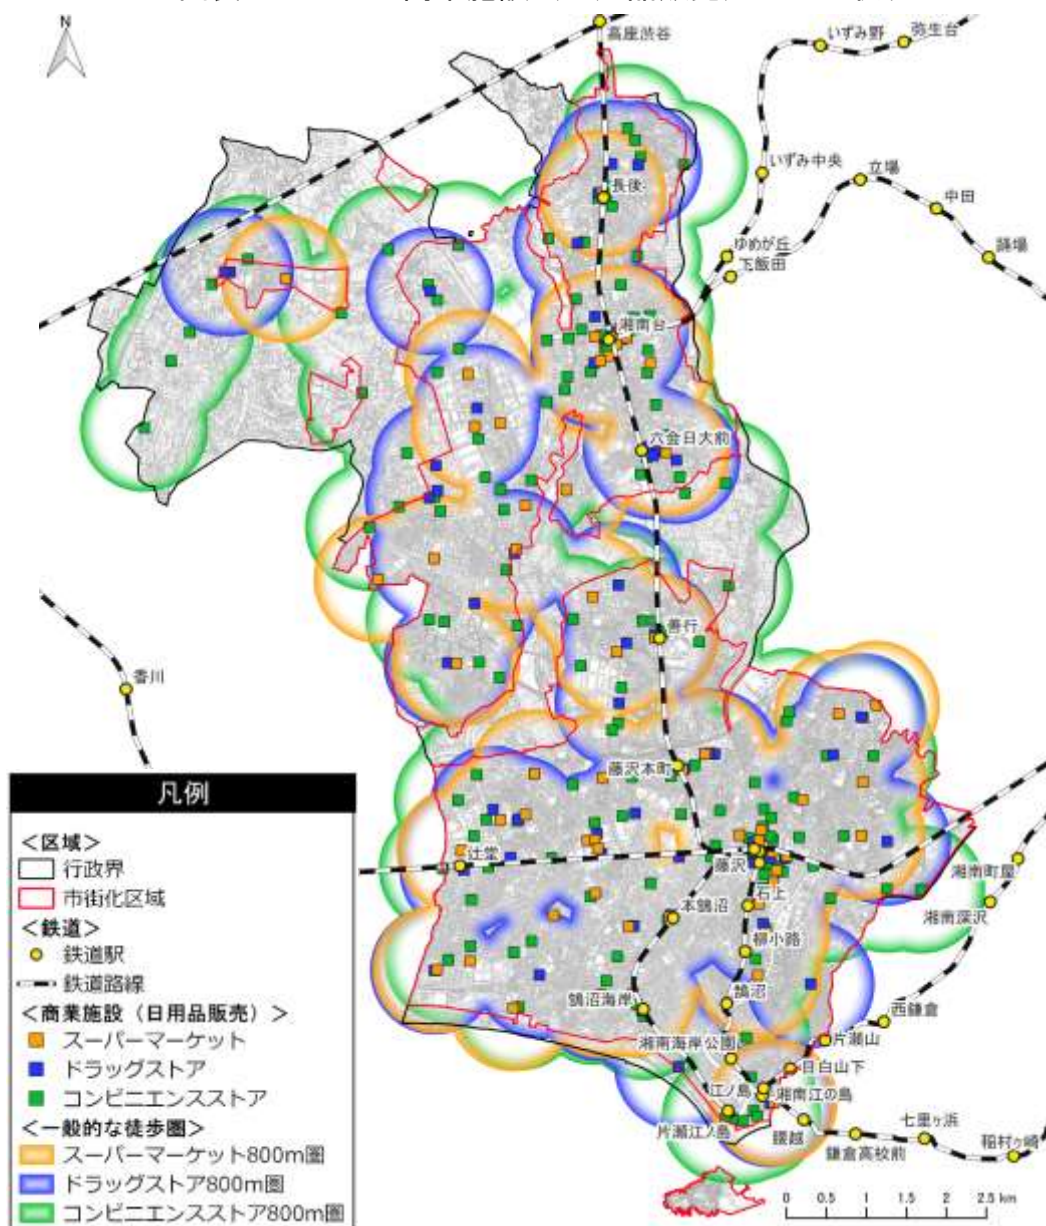 N
高座渋谷
いずみ野
弥生台
いずみ中央
立場
中田
踊場
長後
ゆめが丘
下飯田
湘南台
六会日大前
善行
香川
藤沢本町
辻堂
藤沢
石上
本鵠沼
柳小路
湘南町屋
湘南深沢
鵠沼海岸
鵠沼
西鎌倉
湘南海岸公園
片瀬山
目白山下
江ノ島
湘南江の島
片瀬江ノ島
腰越
鎌倉高校前
七里ヶ浜
稲村ヶ崎
凡例
＜区域＞
行政界
市街化区域
＜鉄道＞
鉄道駅
鉄道路線
＜商業施設（日用品販売）＞
スーパーマーケット
ドラッグストア
コンビニエンスストア
＜一般的な徒歩圏＞
スーパーマーケット800m圏
ドラッグストア800m圏
コンビニエンスストア800m圏
0 0.5 1 1.5 2 2.5 km